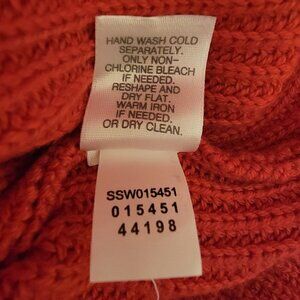 HAND WASH COLD
SEPARATELY.
ONLY NON-
CHLORINE BLEACH
IF NEEDED.
RESHAPE AND
DRY FLAT.
WARM IRON
IF NEEDED.
OR DRY CLEAN.
SSW015451
015451
44198